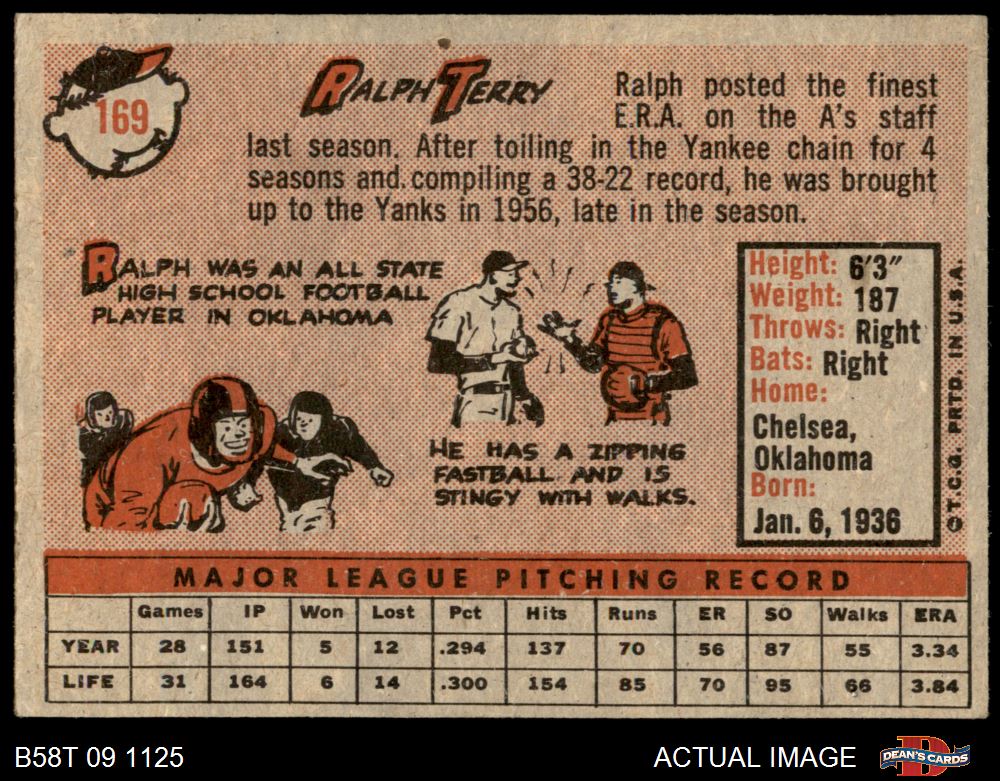 169
RALPH TERRY
Ralph posted the finest
E.R.A. on the A's staff
last season. After toiling in the Yankee chain for 4
seasons and compiling a 38-22 record, he was brought
up to the Yanks in 1956, late in the season.
RALPH WAS AN ALL STATE
HIGH SCHOOL FOOTBALL
PLAYER IN OKLAHOMA
HE HAS A ZIPPING
FASTBALL AND IS
STINGY WITH WALKS.
Height: 6'3"
Weight: 187
Throws: Right
Bats: Right
Home:
Chelsea,
Oklahoma
Born:
Jan. 6, 1936
© T.C.G. PRTD. IN U.S.A.
MAJOR LEAGUE PITCHING RECORD
Games IP Won Lost Pct Hits Runs ER SO Walks ERA
YEAR 28 151 5 12 .294 137 70 56 87 55 3.34
LIFE 31 164 6 14 .300 154 85 70 95 66 3.84
B58T 09 1125
ACTUAL IMAGE
DEAN'S CARDS